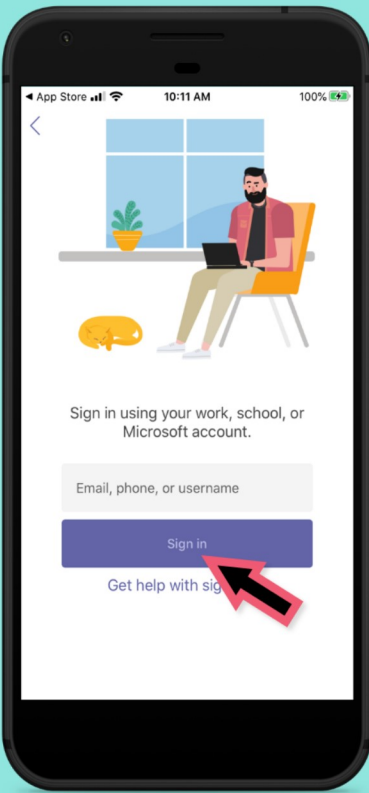 ◀ App Store 10:11 AM 100%
Sign in using your work, school, or
Microsoft account.
Email, phone, or username
Sign in
Get help with sig